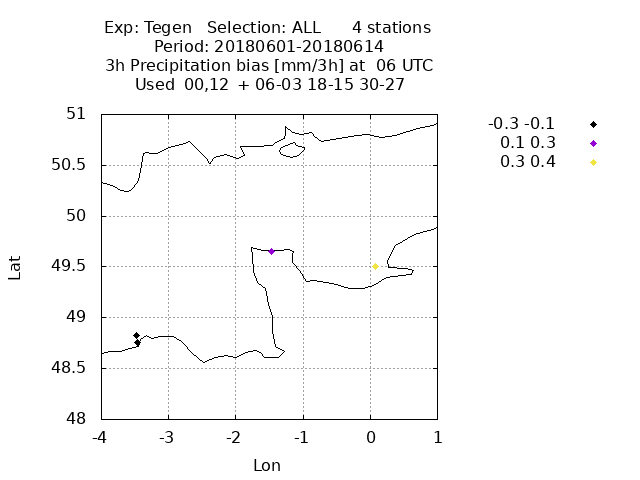 Exp: Tegen   Selection: ALL      4 stations
Period: 20180601-20180614
3h Precipitation bias [mm/3h] at  06 UTC
Used  00,12  + 06-03 18-15 30-27
-0.3 -0.1
0.1 0.3
0.3 0.4
51
50.5
50
49.5
49
48.5
48
Lat
-4 -3 -2 -1 0 1
Lon